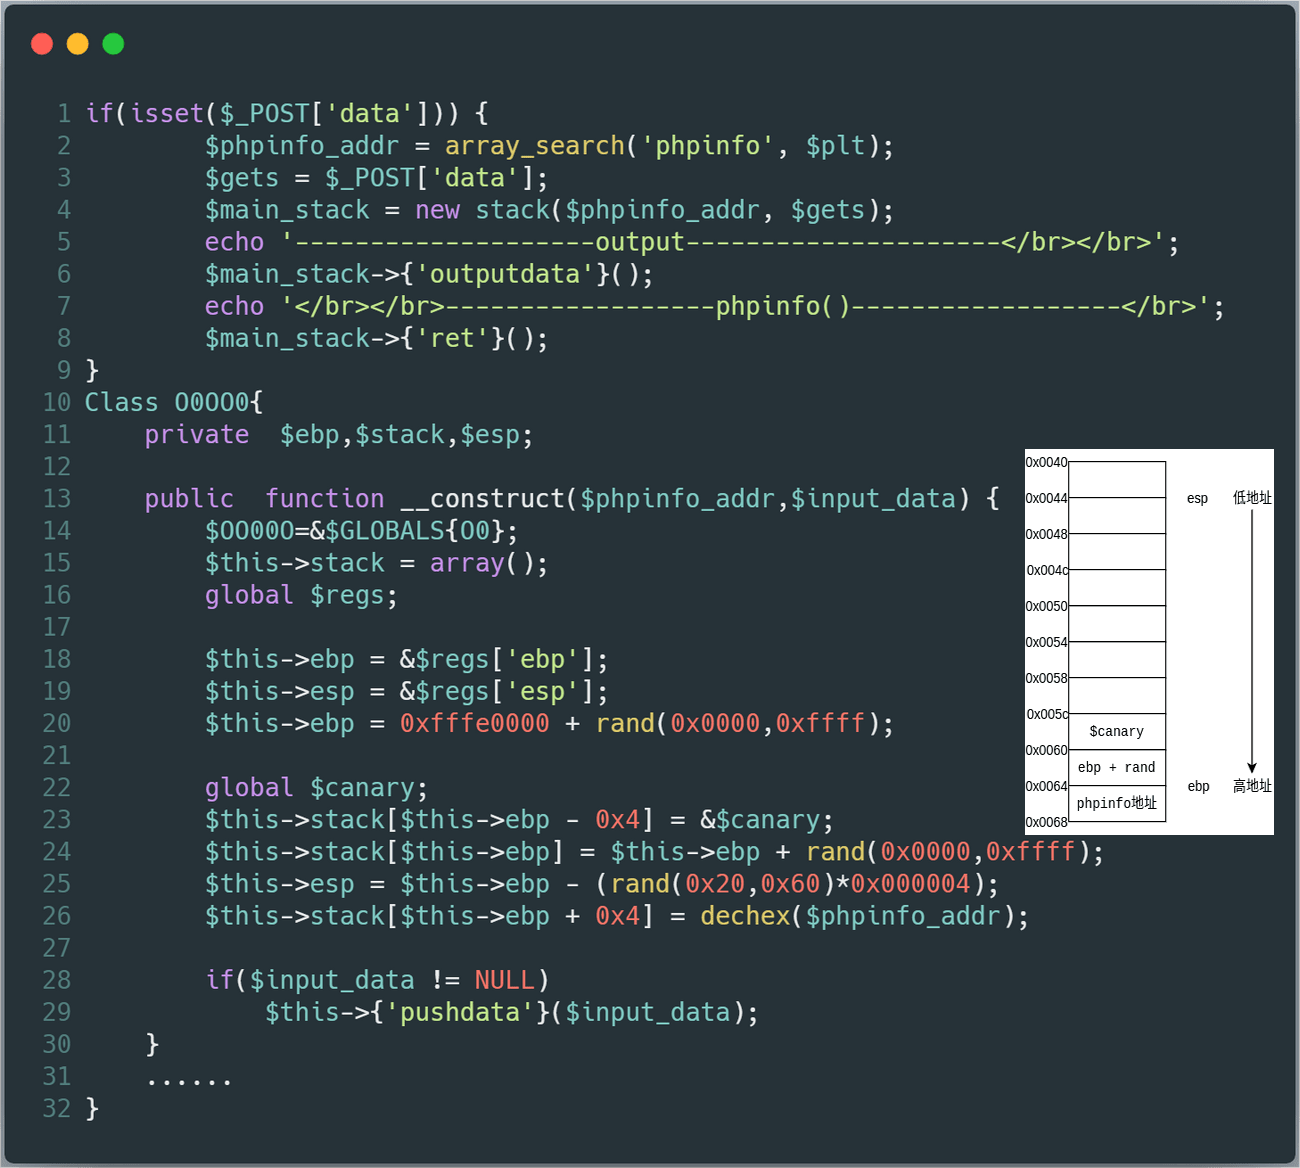 1 if(isset($_POST['data'])) {
2         $phpinfo_addr = array_search('phpinfo', $plt);
3         $gets = $_POST['data'];
4         $main_stack = new stack($phpinfo_addr, $gets);
5         echo '--------------------output---------------------</br></br>';
6         $main_stack->{'outputdata'}();
7         echo '</br></br>------------------phpinfo()------------------</br>';
8         $main_stack->{'ret'}();
9 }
10 Class O0OO0{
11     private  $ebp,$stack,$esp;
12
13     public  function __construct($phpinfo_addr,$input_data) {
14         $OO00O=&$GLOBALS{O0};
15         $this->stack = array();
16         global $regs;
17
18         $this->ebp = &$regs['ebp'];
19         $this->esp = &$regs['esp'];
20         $this->ebp = 0xfffe0000 + rand(0x0000,0xffff);
21
22         global $canary;
23         $this->stack[$this->ebp - 0x4] = &$canary;
24         $this->stack[$this->ebp] = $this->ebp + rand(0x0000,0xffff);
25         $this->esp = $this->ebp - (rand(0x20,0x60)*0x000004);
26         $this->stack[$this->ebp + 0x4] = dechex($phpinfo_addr);
27
28         if($input_data != NULL)
29             $this->{'pushdata'}($input_data);
30     }
31     ......
32 }
0x0040
0x0044 esp 低地址
0x0048
0x004c
0x0050
0x0054
0x0058
0x005c
$canary
0x0060
ebp + rand
0x0064 ebp 高地址
phpinfo地址
0x0068